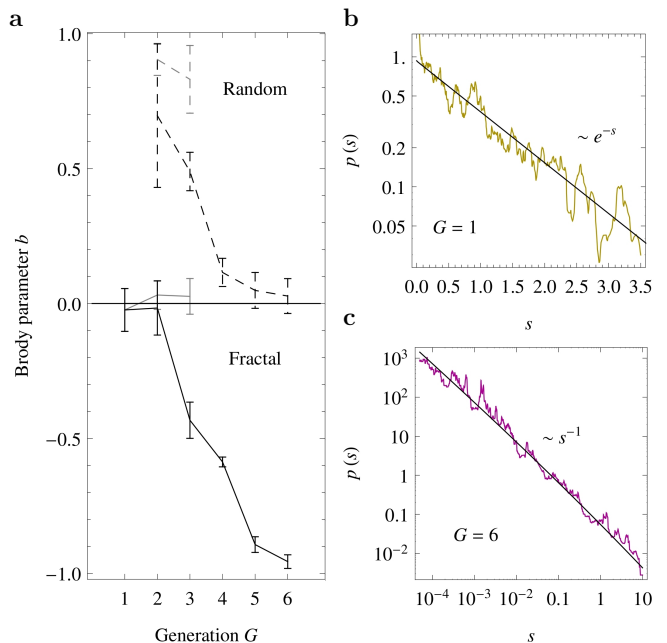 a
1.0
0.5
0.0
−0.5
−1.0
Brody parameter b
Random
Fractal
1 2 3 4 5 6
Generation G
b
1.
0.5
0.2
0.1
0.05
p (s)
~ e^{-s}
G = 1
0.0 0.5 1.0 1.5 2.0 2.5 3.0 3.5
s
c
10^3
10^2
10
1
0.1
10^{-2}
p (s)
~ s^{-1}
G = 6
10^{-4} 10^{-3} 10^{-2} 0.1 1 10
s